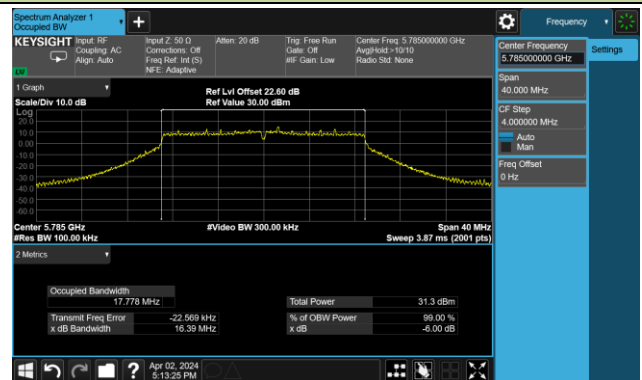 Spectrum Analyzer 1
Occupied BW
+
Frequency
KEYSIGHT
Input: RF
Coupling: AC
Align: Auto
Input Z: 50 Ω
Corrections: Off
Freq Ref: Int (S)
NFE: Adaptive
Atten: 20 dB
Trig: Free Run
Gate: Off
#IF Gain: Low
Center Freq: 5.785000000 GHz
Avg|Hold:>10/10
Radio Std: None
Center Frequency
5.785000000 GHz
Settings
Span
40.000 MHz
CF Step
4.000000 MHz
Auto
Man
Freq Offset
0 Hz
1 Graph
Scale/Div 10.0 dB
Ref Lvl Offset 22.60 dB
Ref Value 30.00 dBm
Log
20.0
10.0
0.00
-10.0
-20.0
-30.0
-40.0
-50.0
-60.0
Center 5.785 GHz
#Video BW 300.00 kHz
Span 40 MHz
#Res BW 100.00 kHz
Sweep 3.87 ms (2001 pts)
2 Metrics
Occupied Bandwidth
17.778 MHz
Total Power 31.3 dBm
Transmit Freq Error -22.569 kHz
% of OBW Power 99.00 %
x dB Bandwidth 16.39 MHz
x dB -6.00 dB
?
Apr 02, 2024
5:13:25 PM